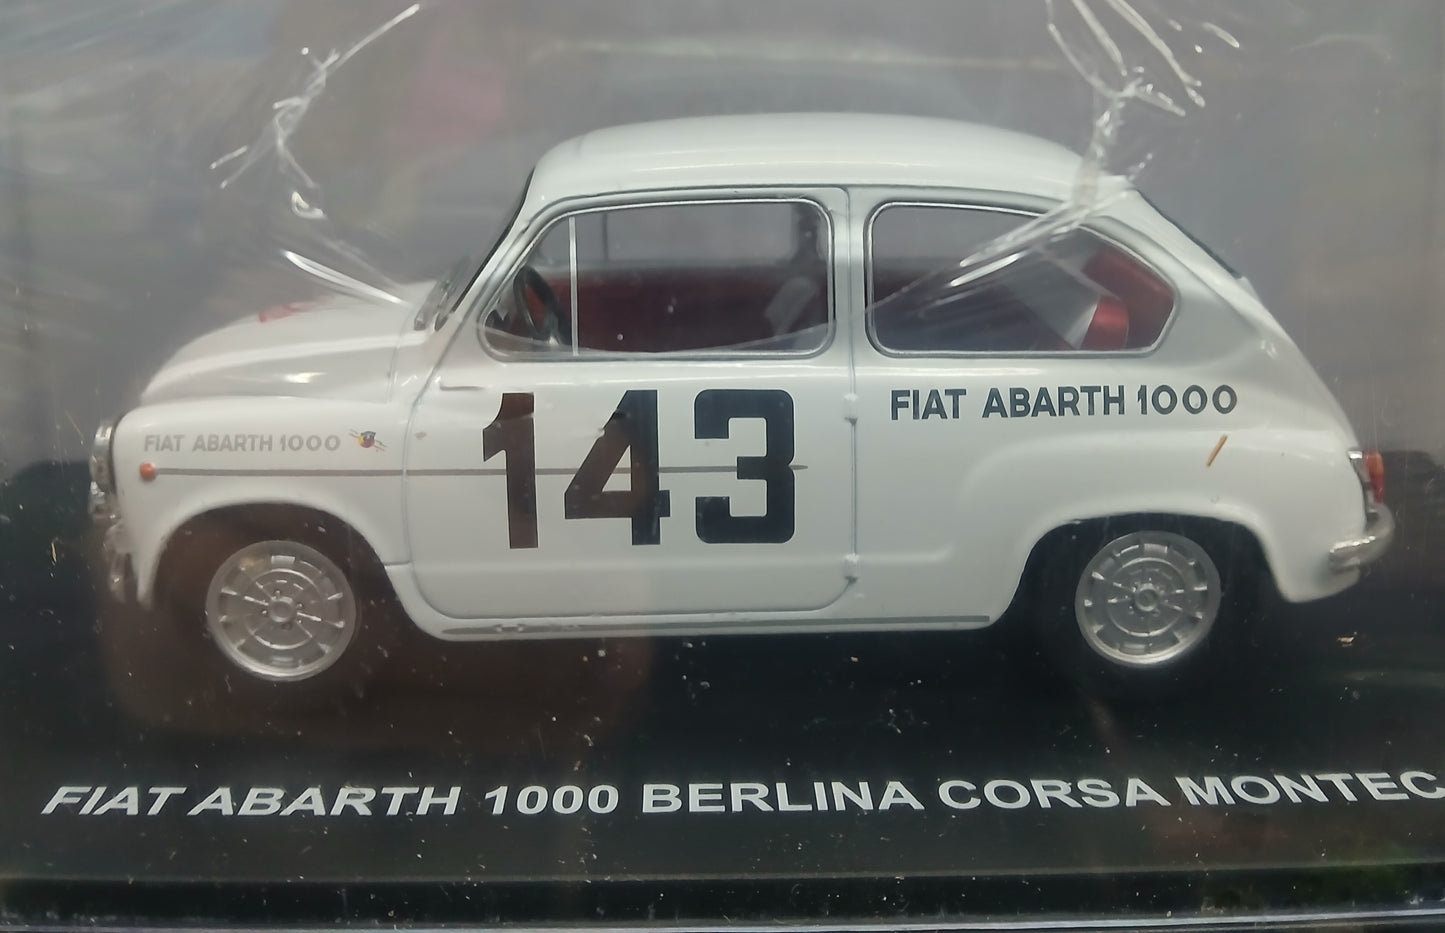 FIAT ABARTH 1000
143
FIAT ABARTH 1000
FIAT ABARTH 1000 BERLINA CORSA MONTEC